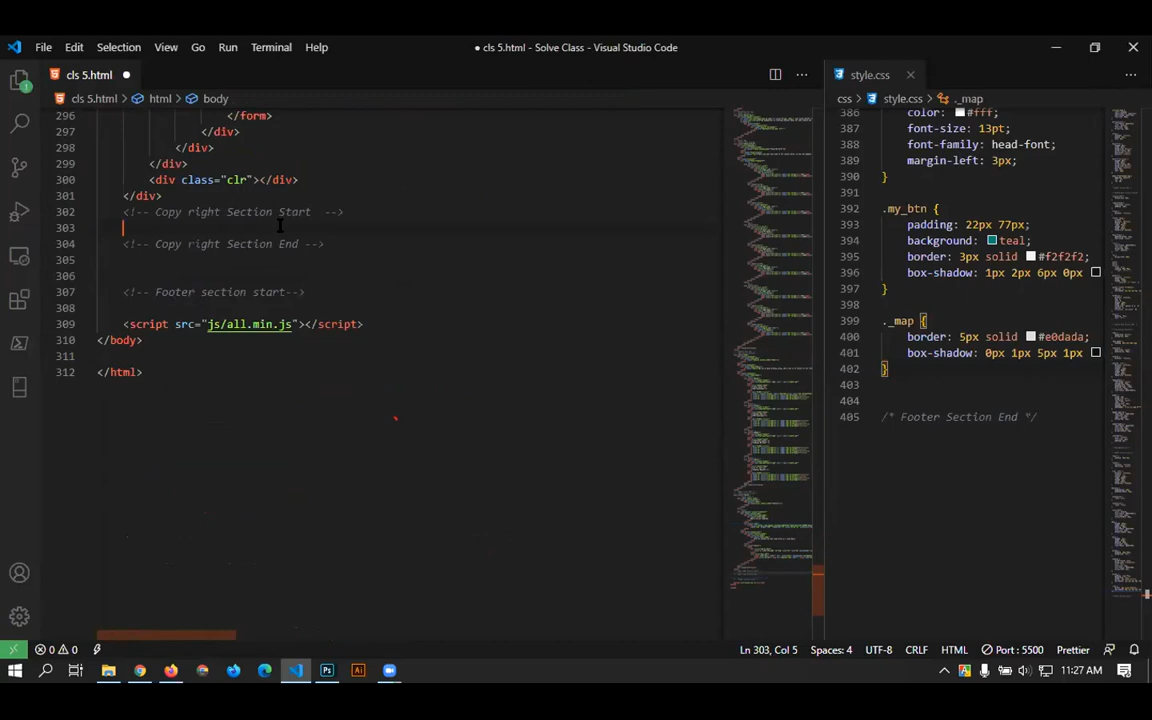 File Edit Selection View Go Run Terminal Help
● cls 5.html - Solve Class - Visual Studio Code
cls 5.html
cls 5.html > html > body
296 </form>
297 </div>
298 </div>
299 </div>
300 <div class="clr"></div>
301 </div>
302 <!-- Copy right Section Start  -->
303
304 <!-- Copy right Section End -->
305
306
307 <!-- Footer section start-->
308
309 <script src="js/all.min.js"></script>
310 </body>
311
312 </html>
style.css
css > style.css > ._map
386 color: #fff;
387 font-size: 13pt;
388 font-family: head-font;
389 margin-left: 3px;
390 }
391
392 .my_btn {
393 padding: 22px 77px;
394 background: teal;
395 border: 3px solid #f2f2f2;
396 box-shadow: 1px 2px 6px 0px
397 }
398
399 ._map {
400 border: 5px solid #e0dada;
401 box-shadow: 0px 1px 5px 1px
402 }
403
404
405 /* Footer Section End */
0 0 Ln 303, Col 5 Spaces: 4 UTF-8 CRLF HTML Port : 5500 Prettier
11:27 AM